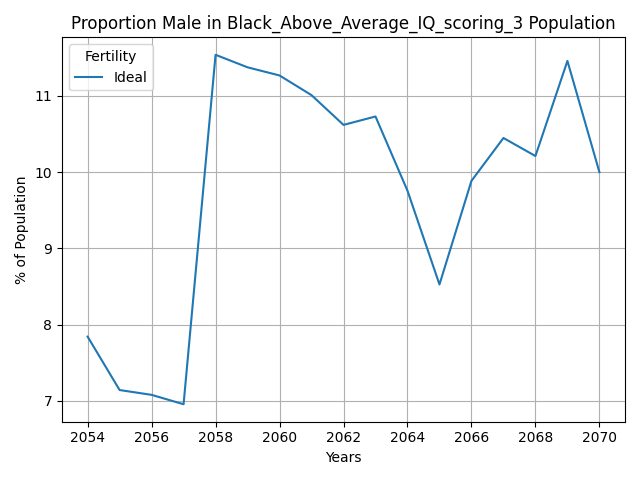 Proportion Male in Black_Above_Average_IQ_scoring_3 Population
Fertility
Ideal
% of Population
11
10
9
8
7
2054 2056 2058 2060 2062 2064 2066 2068 2070
Years